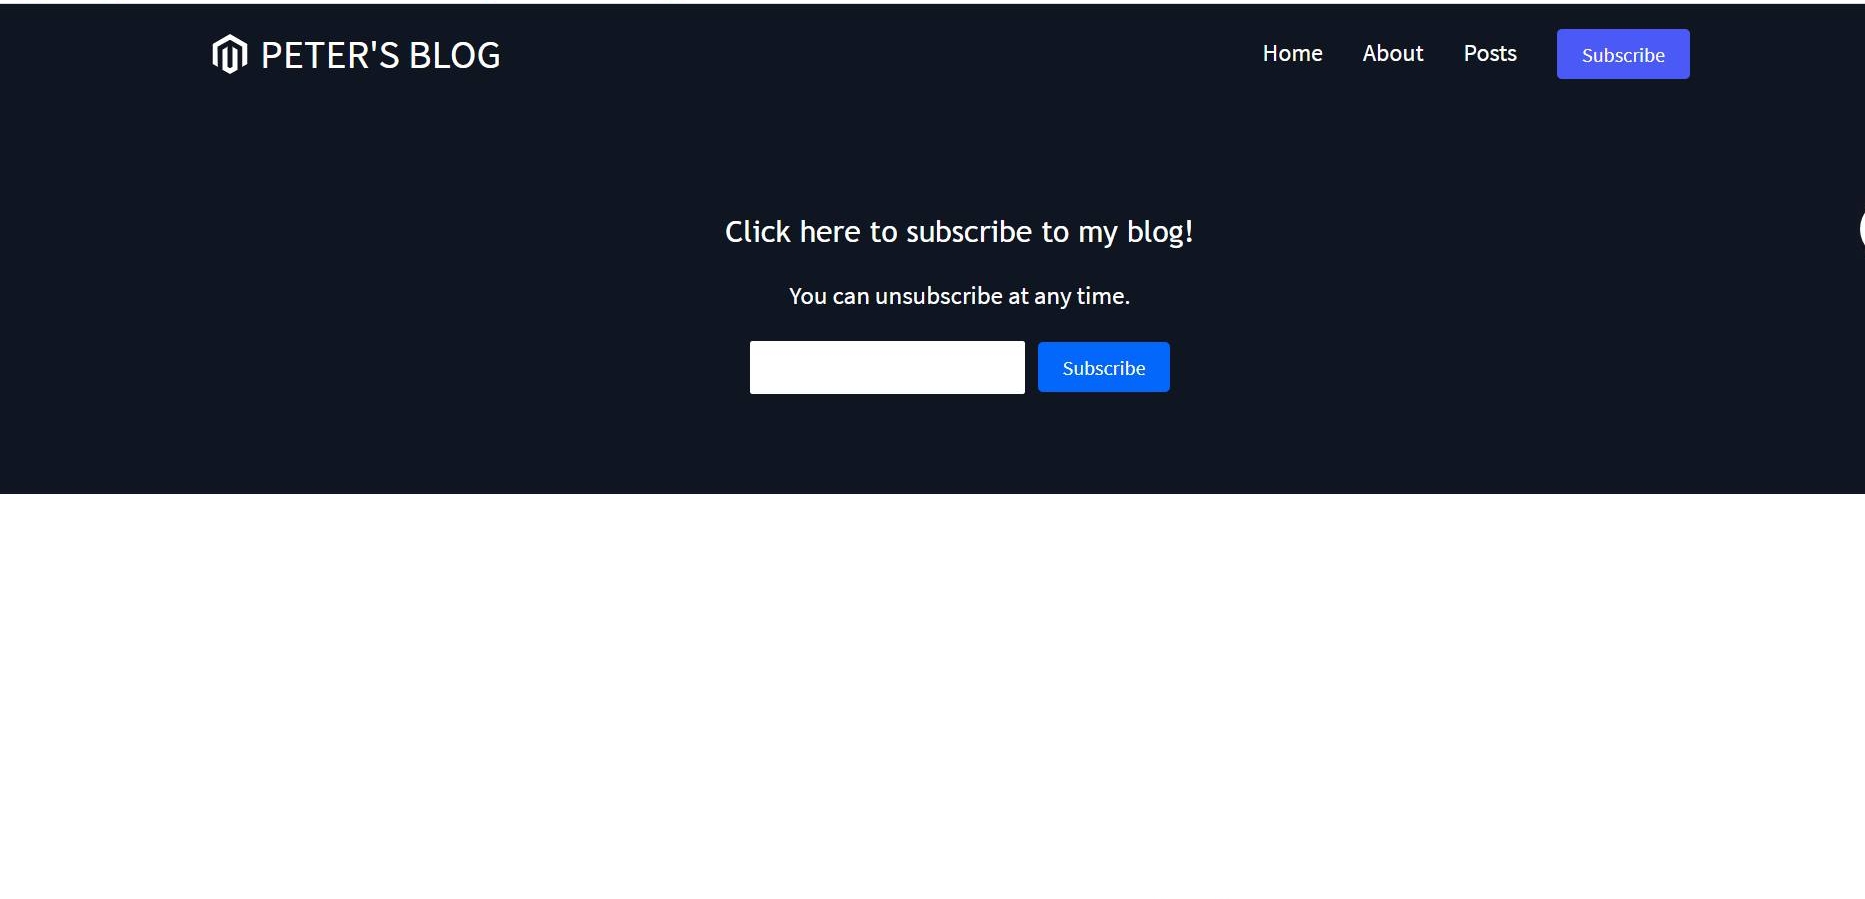 PETER'S BLOG
Home
About
Posts
Subscribe
Click here to subscribe to my blog!
You can unsubscribe at any time.
Subscribe